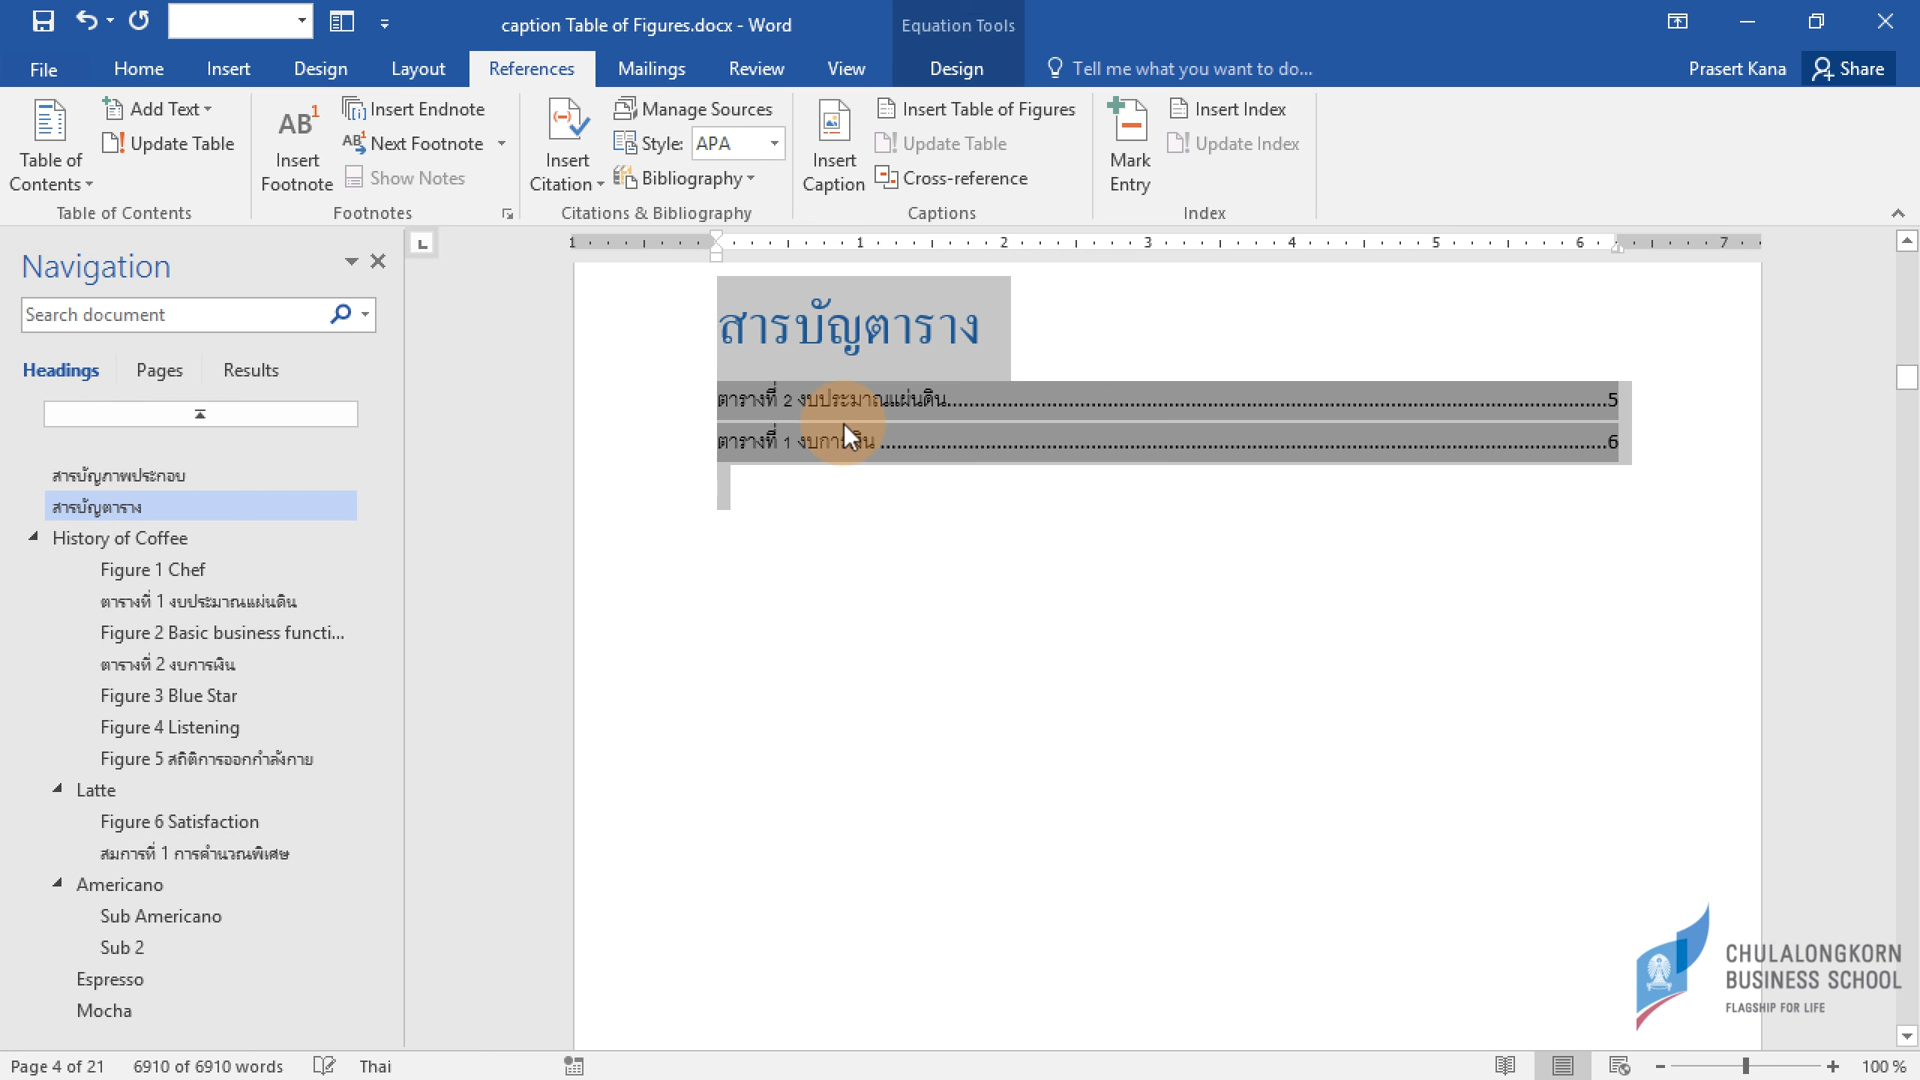 caption Table of Figures.docx - Word
Equation Tools
File
Home
Insert
Design
Layout
References
Mailings
Review
View
Design
Tell me what you want to do...
Prasert Kana
Share
Table of Contents
Add Text
Update Table
Table of Contents
AB1
Insert Footnote
Insert Endnote
AB1 Next Footnote
Show Notes
Footnotes
Insert Citation
Manage Sources
Style: APA
Bibliography
Citations & Bibliography
Insert Caption
Insert Table of Figures
Update Table
Cross-reference
Captions
Mark Entry
Insert Index
Update Index
Index
Navigation
Search document
Headings
Pages
Results
สารบัญภาพประกอบ
สารบัญตาราง
History of Coffee
Figure 1 Chef
ตารางที่ 1 งบประมาณแผ่นดิน
Figure 2 Basic business functi...
ตารางที่ 2 งบการเงิน
Figure 3 Blue Star
Figure 4 Listening
Figure 5 สถิติการออกกำลังกาย
Latte
Figure 6 Satisfaction
สมการที่ 1 การคำนวณพิเศษ
Americano
Sub Americano
Sub 2
Espresso
Mocha
1 1 2 3 4 5 6 7
สารบัญตาราง
ตารางที่ 2 งบประมาณแผ่นดิน....................5
ตารางที่ 1 งบการเงิน....................6
CHULALONGKORN
BUSINESS SCHOOL
FLAGSHIP FOR LIFE
Page 4 of 21
6910 of 6910 words
Thai
100 %